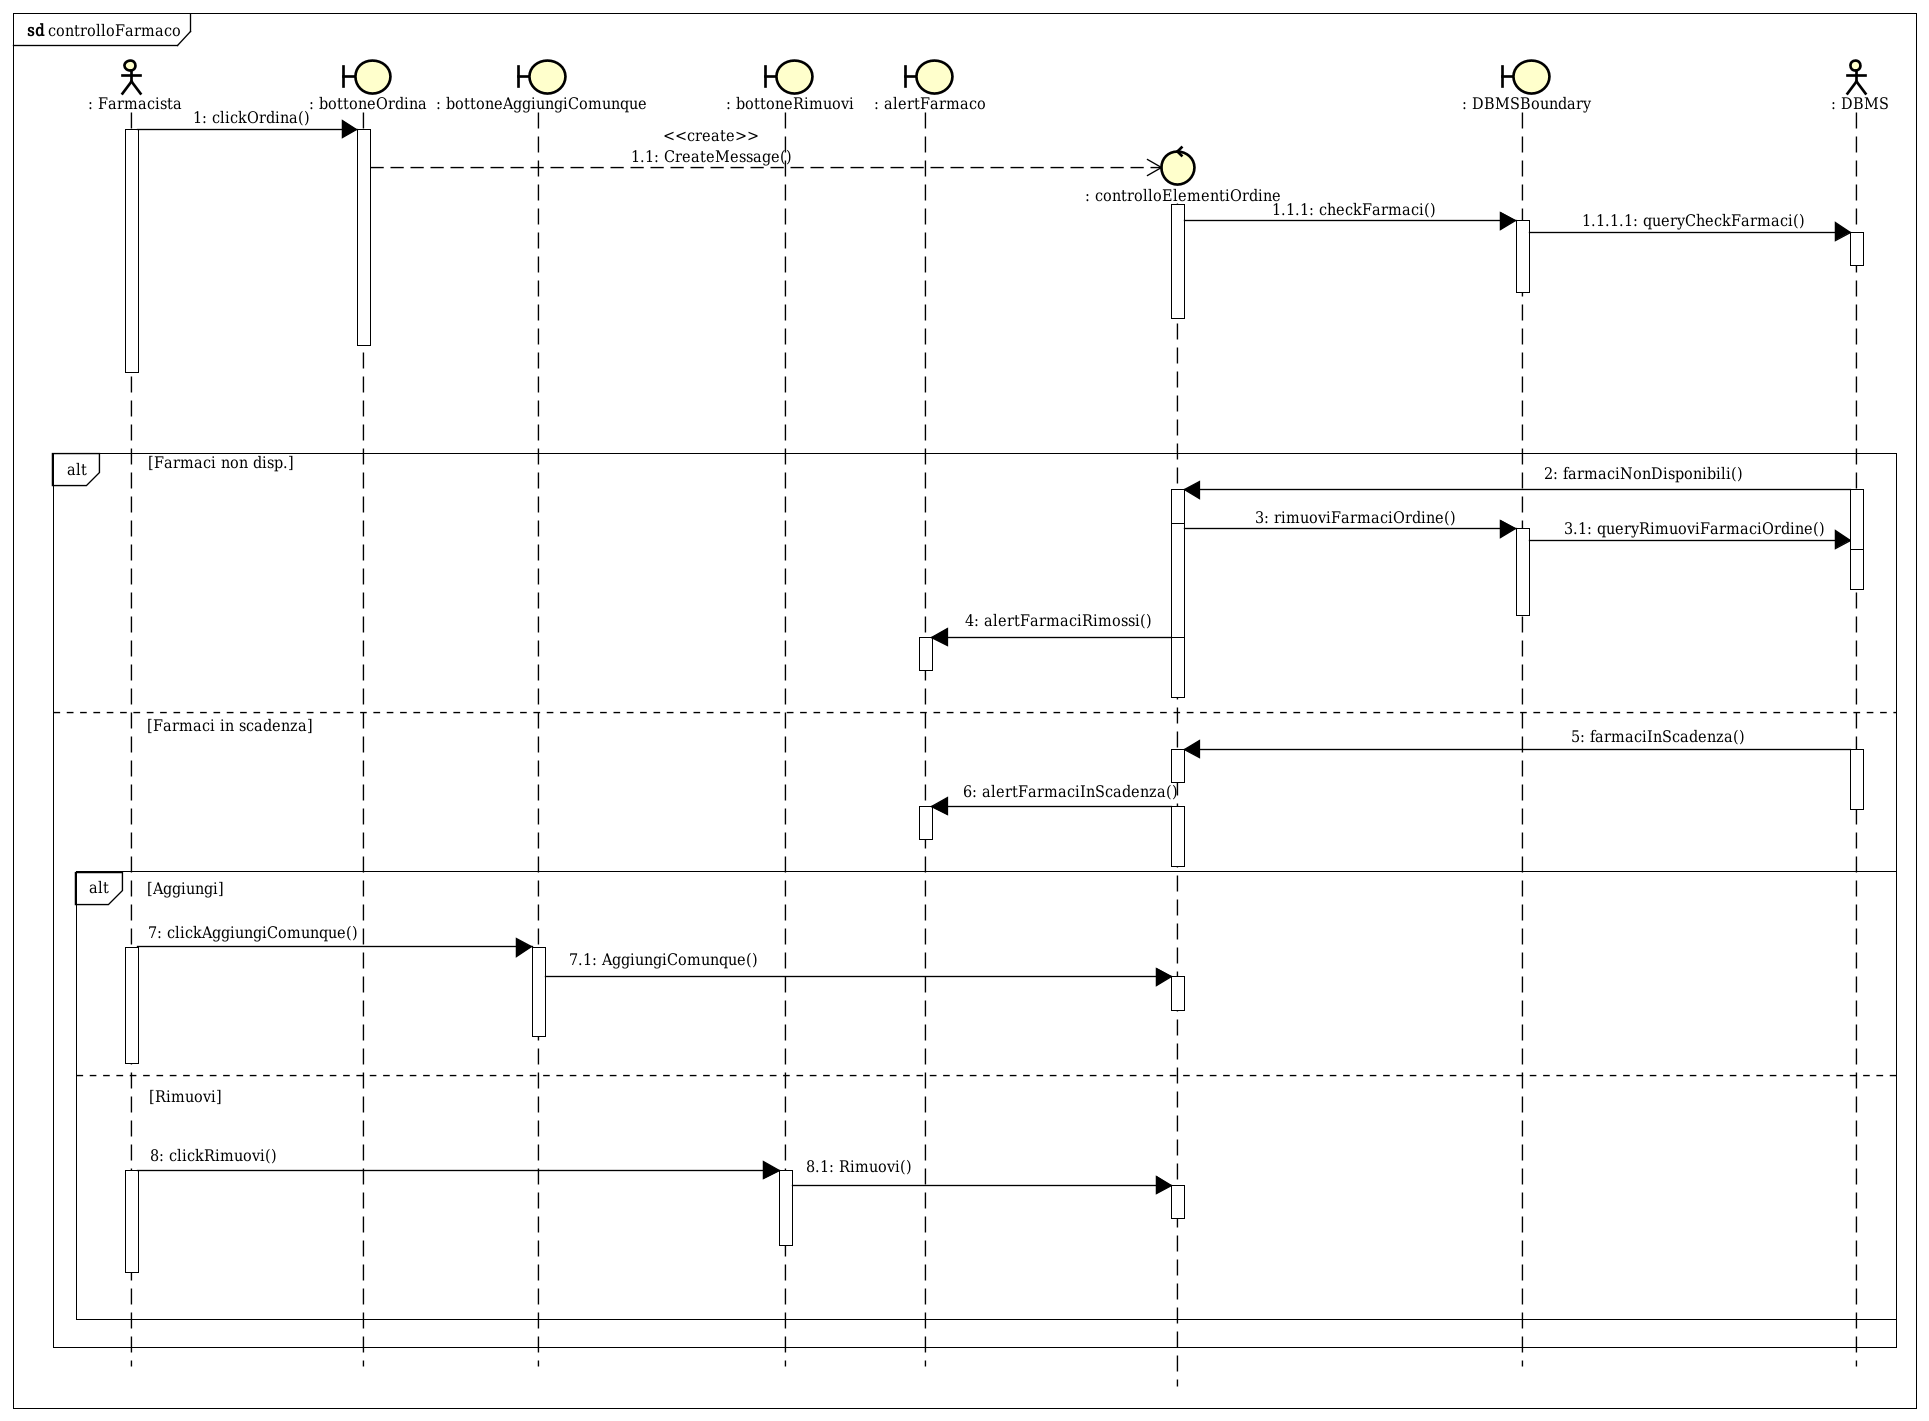 sd controlloFarmaco
: Farmacista
: bottoneOrdina
: bottoneAggiungiComunque
: bottoneRimuovi
: alertFarmaco
: DBMSBoundary
: DBMS
1: clickOrdina()
<<create>>
1.1: CreateMessage()
: controlloElementiOrdine
1.1.1: checkFarmaci()
1.1.1.1: queryCheckFarmaci()
alt
[Farmaci non disp.]
2: farmaciNonDisponibili()
3: rimuoviFarmaciOrdine()
3.1: queryRimuoviFarmaciOrdine()
4: alertFarmaciRimossi()
[Farmaci in scadenza]
5: farmaciInScadenza()
6: alertFarmaciInScadenza()
alt
[Aggiungi]
7: clickAggiungiComunque()
7.1: AggiungiComunque()
[Rimuovi]
8: clickRimuovi()
8.1: Rimuovi()